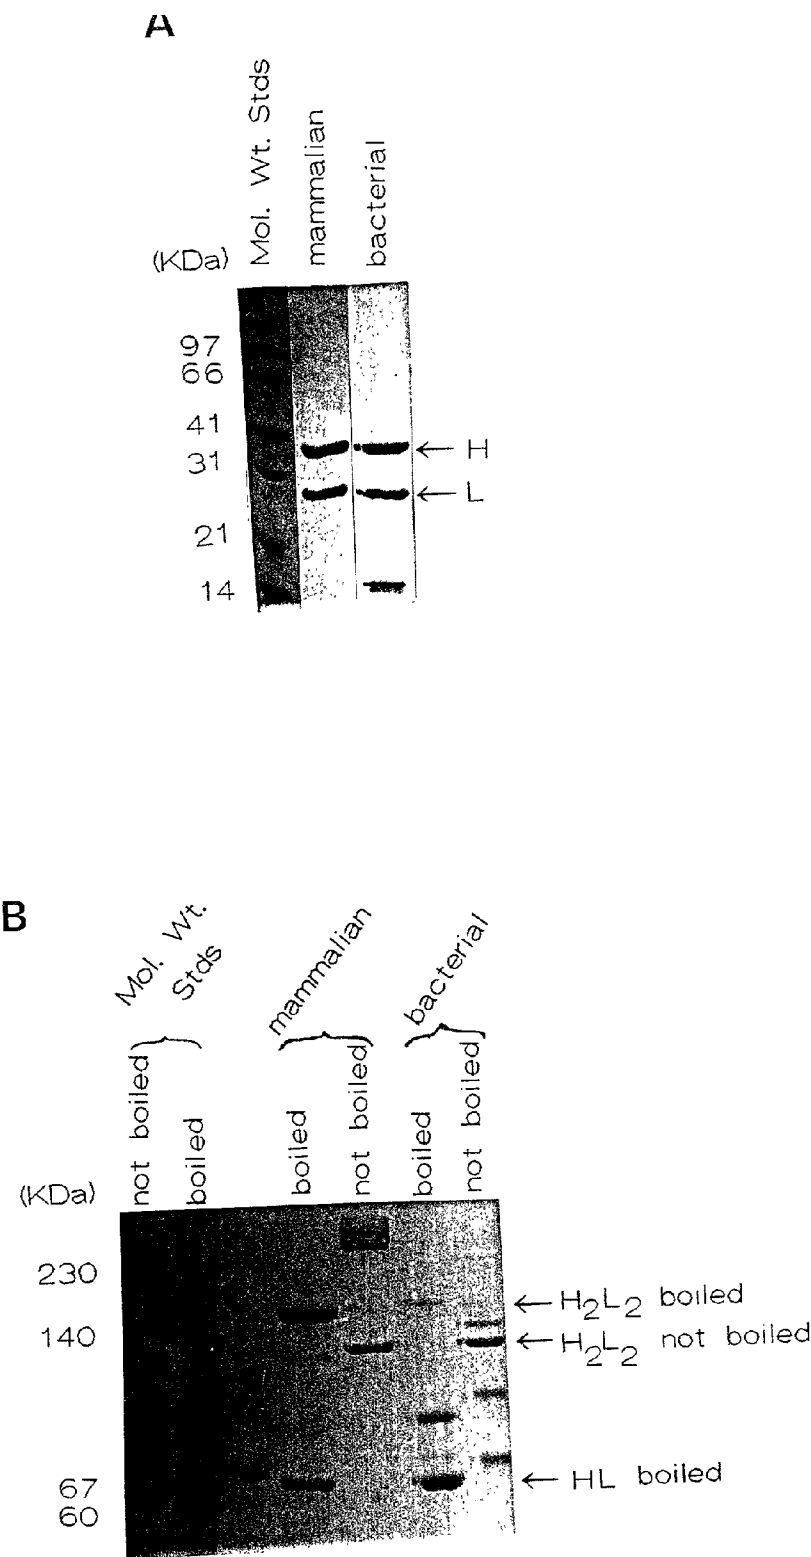 A
Mol. Wt. Stds
mammalian
bacterial
(KDa)
97
66
41
31
21
14
← H
← L
B
Mol. Wt.
Stds
mammalian
bacterial
not boiled
boiled
boiled
not boiled
boiled
not boiled
(KDa)
230
140
67
60
← H₂L₂ boiled
← H₂L₂ not boiled
← HL boiled